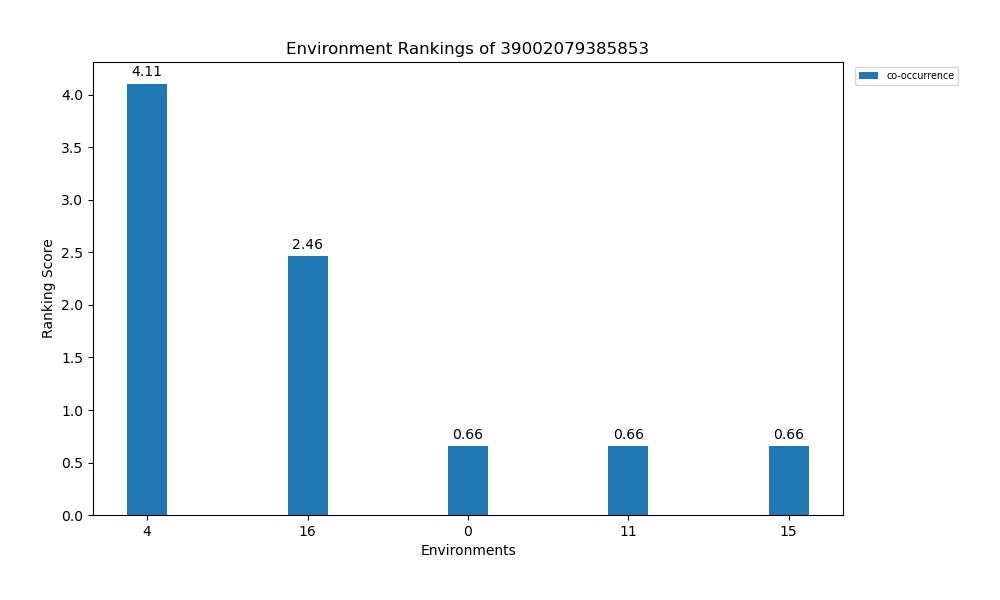 Environment Rankings of 39002079385853
4.11
co-occurrence
4.0
3.5
3.0
2.5
2.46
Ranking Score
2.0
1.5
1.0
0.66
0.66
0.66
0.5
0.0
4 16 0 11 15
Environments